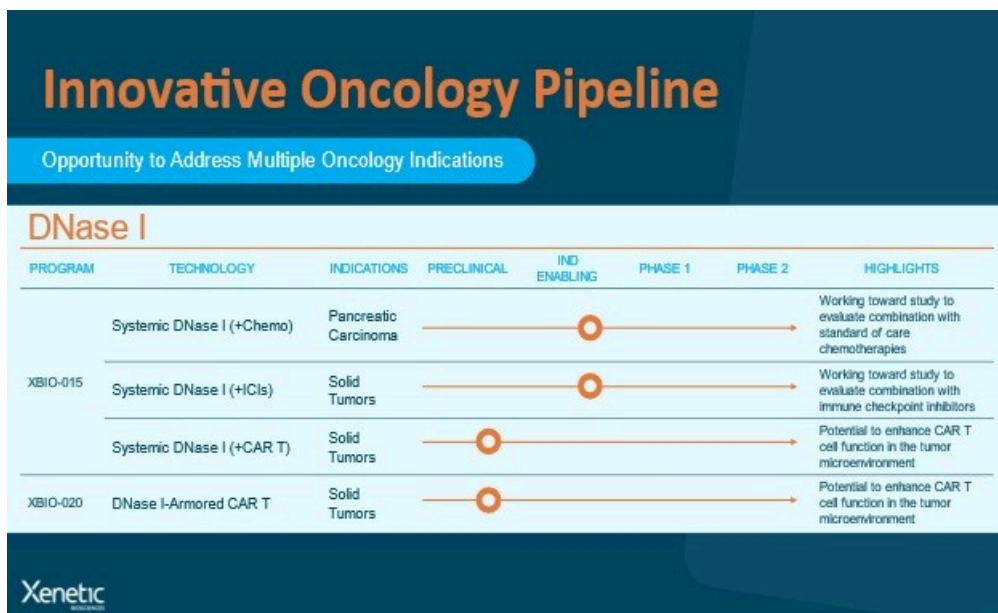 Innovative Oncology Pipeline
Opportunity to Address Multiple Oncology Indications
DNase I
PROGRAM TECHNOLOGY INDICATIONS PRECLINICAL IND ENABLING PHASE 1 PHASE 2 HIGHLIGHTS
XBIO-015
Systemic DNase I (+Chemo)
Pancreatic
Carcinoma
Working toward study to
evaluate combination with
standard of care
chemotherapies
Systemic DNase I (+ICIs)
Solid
Tumors
Working toward study to
evaluate combination with
immune checkpoint inhibitors
Systemic DNase I (+CAR T)
Solid
Tumors
Potential to enhance CAR T
cell function in the tumor
microenvironment
XBIO-020
DNase I-Armored CAR T
Solid
Tumors
Potential to enhance CAR T
cell function in the tumor
microenvironment
Xenetic
BIOSCIENCES